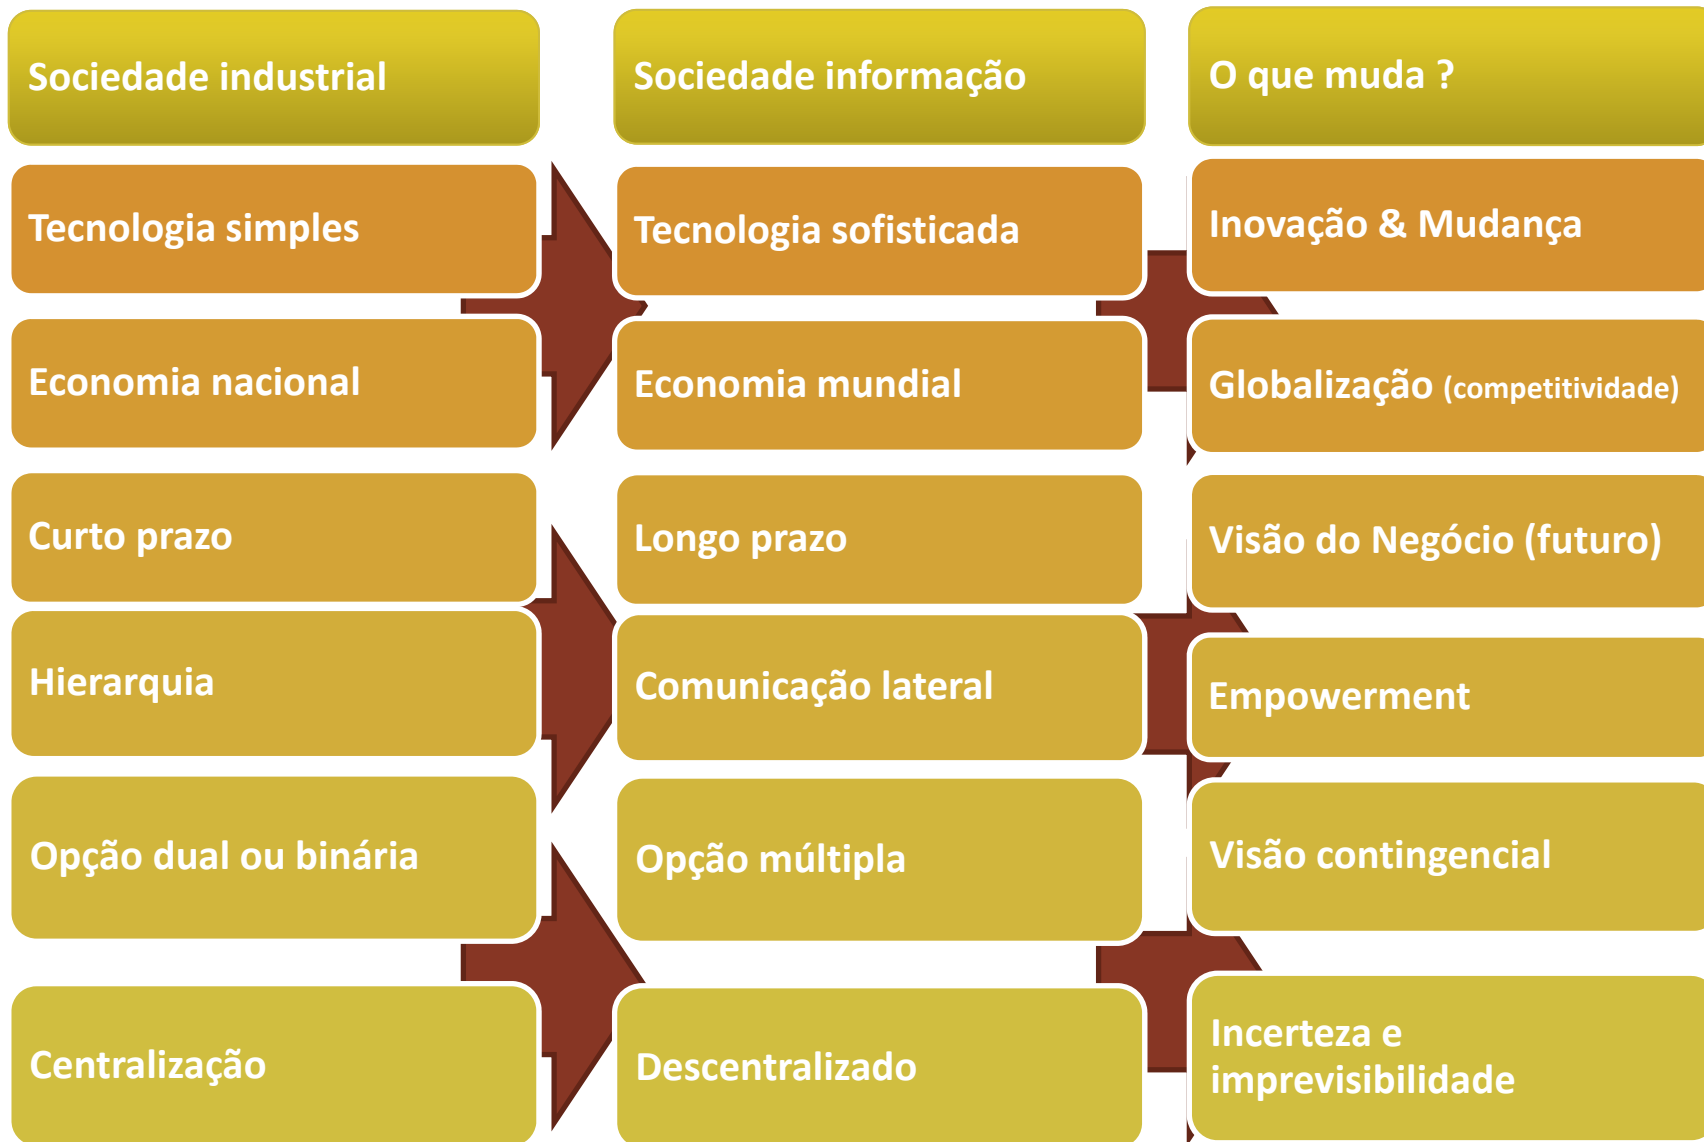 Sociedade industrial
Sociedade informação
O que muda ?
Tecnologia simples
Tecnologia sofisticada
Inovação & Mudança
Economia nacional
Economia mundial
Globalização (competitividade)
Curto prazo
Longo prazo
Visão do Negócio (futuro)
Hierarquia
Comunicação lateral
Empowerment
Opção dual ou binária
Opção múltipla
Visão contingencial
Centralização
Descentralizado
Incerteza e
imprevisibilidade